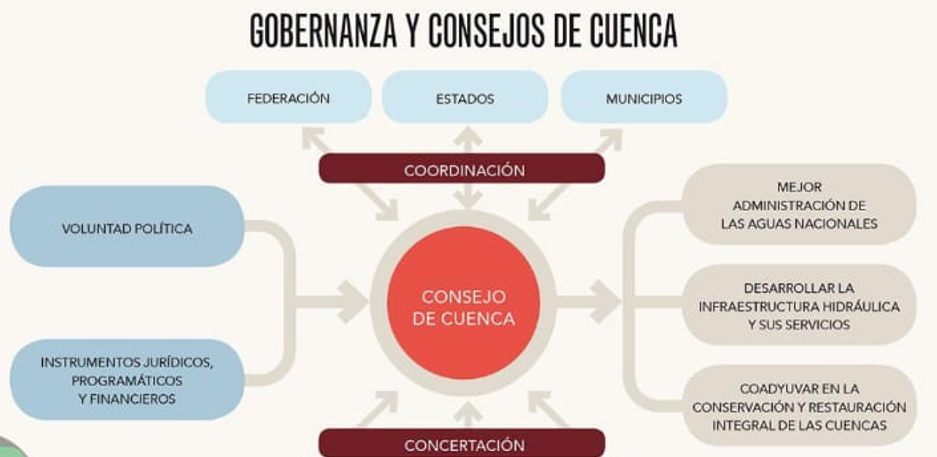 GOBERNANZA Y CONSEJOS DE CUENCA
FEDERACIÓN
ESTADOS
MUNICIPIOS
COORDINACIÓN
VOLUNTAD POLÍTICA
INSTRUMENTOS JURÍDICOS,
PROGRAMÁTICOS
Y FINANCIEROS
CONSEJO
DE CUENCA
MEJOR
ADMINISTRACIÓN DE
LAS AGUAS NACIONALES
DESARROLLAR LA
INFRAESTRUCTURA HIDRÁULICA
Y SUS SERVICIOS
COADYUVAR EN LA
CONSERVACIÓN Y RESTAURACIÓN
INTEGRAL DE LAS CUENCAS
CONCERTACIÓN